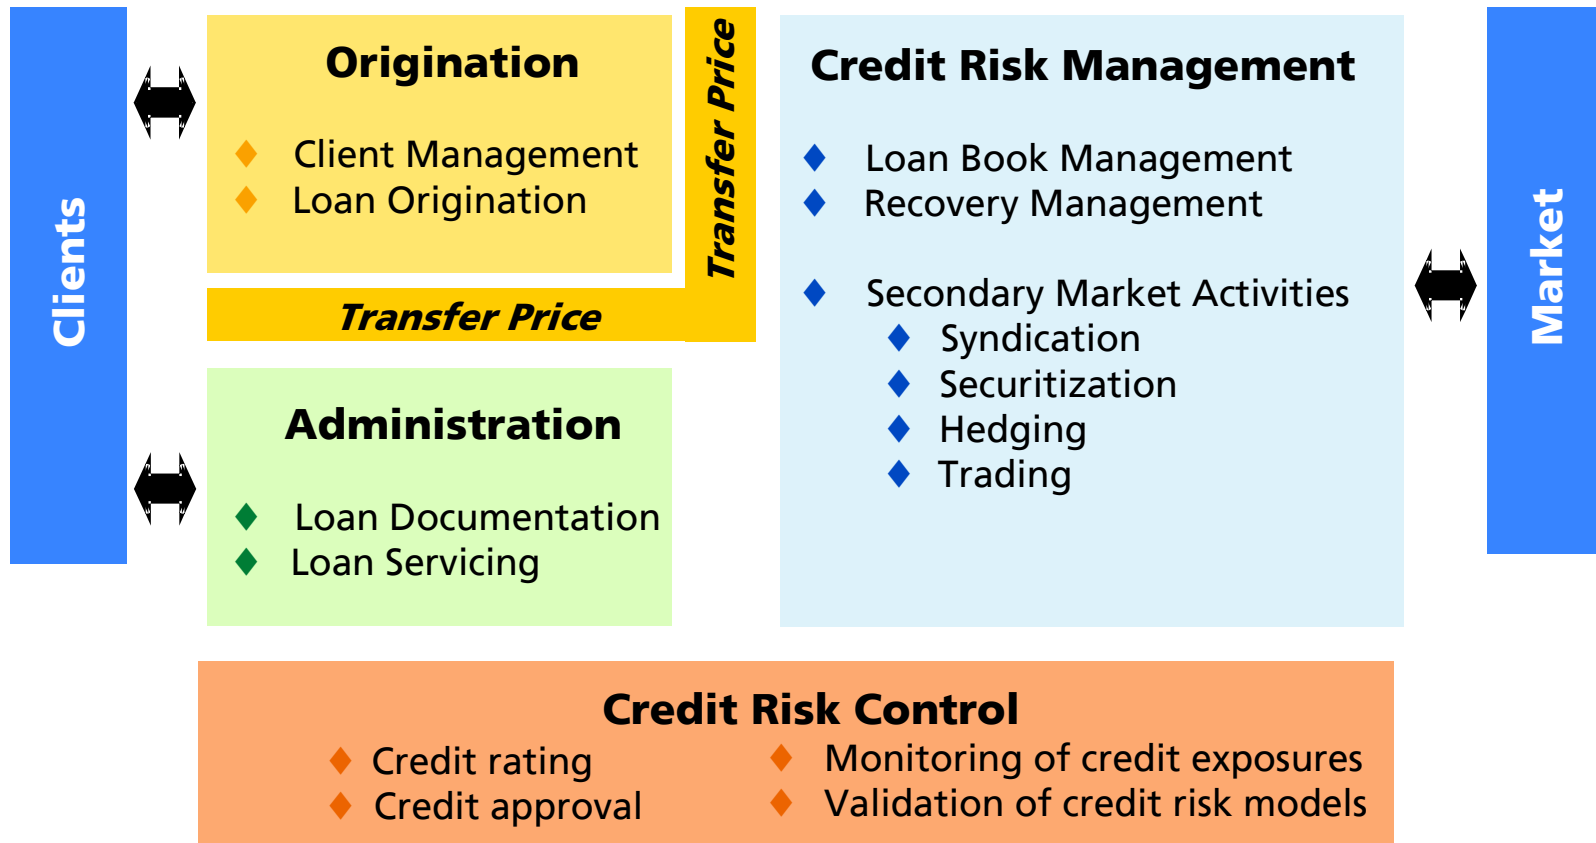 Clients
Origination
Client Management
Loan Origination
Transfer Price
Transfer Price
Administration
Loan Documentation
Loan Servicing
Credit Risk Management
Loan Book Management
Recovery Management
Secondary Market Activities
Syndication
Securitization
Hedging
Trading
Market
Credit Risk Control
Credit rating
Credit approval
Monitoring of credit exposures
Validation of credit risk models